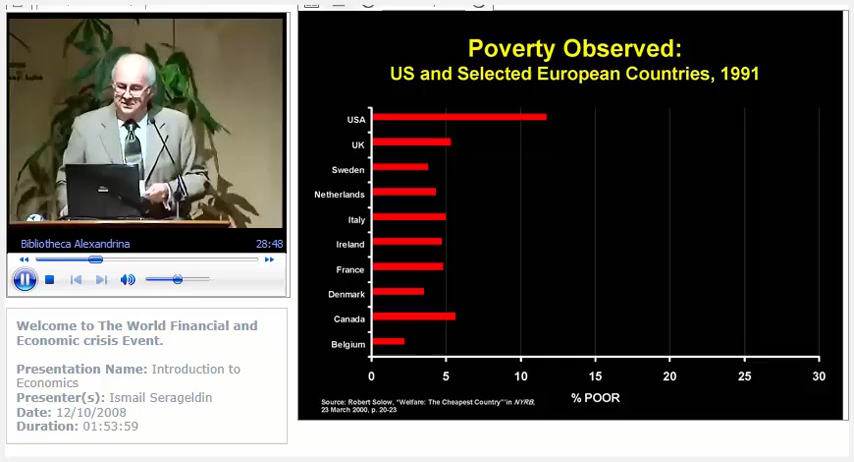 Bibliotheca Alexandrina 28:48
Welcome to The World Financial and
Economic crisis Event.
Presentation Name: Introduction to
Economics
Presenter(s): Ismail Serageldin
Date: 12/10/2008
Duration: 01:53:59
Poverty Observed:
US and Selected European Countries, 1991
USA
UK
Sweden
Netherlands
Italy
Ireland
France
Denmark
Canada
Belgium
0 5 10 15 20 25 30
% POOR
Source: Robert Solow, "Welfare: The Cheapest Country"" in NYRB,
23 March 2000, p. 20-23